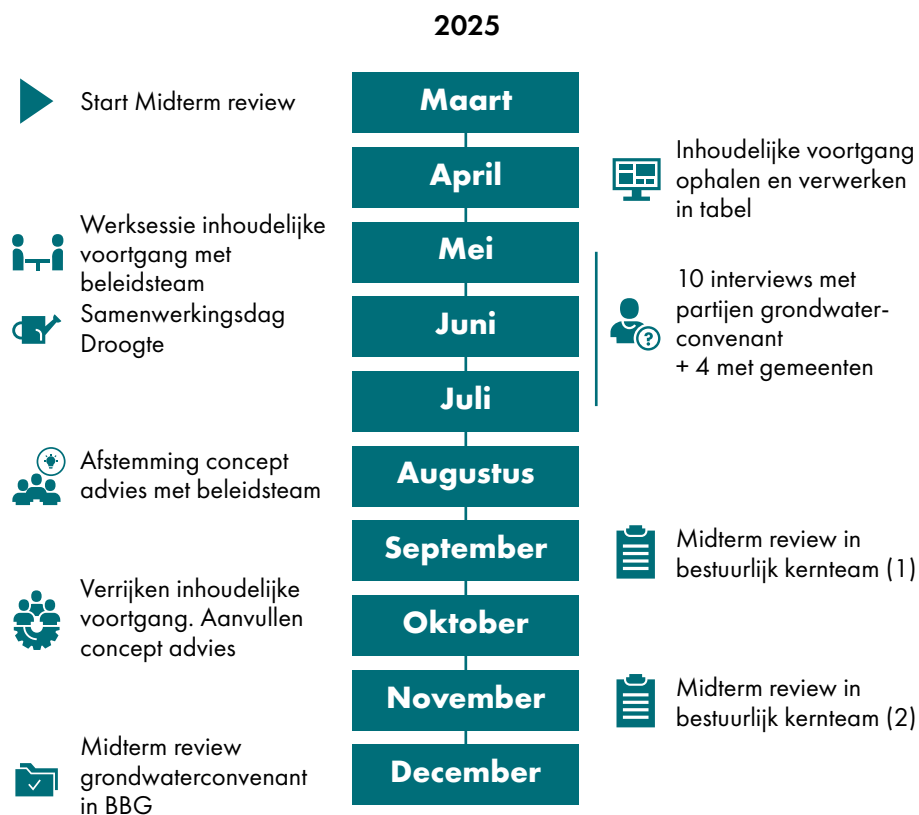 2025
Start Midterm review
Maart
April
Inhoudelijke voortgang
ophalen en verwerken
in tabel
Werksessie inhoudelijke
voortgang met
beleidsteam
Mei
Samenwerkingsdag
Droogte
Juni
10 interviews met
partijen grondwater-
convenant
+ 4 met gemeenten
Juli
Afstemming concept
advies met beleidsteam
Augustus
September
Midterm review in
bestuurlijk kernteam (1)
Verrijken inhoudelijke
voortgang. Aanvullen
concept advies
Oktober
November
Midterm review in
bestuurlijk kernteam (2)
Midterm review
grondwaterconvenant
in BBG
December